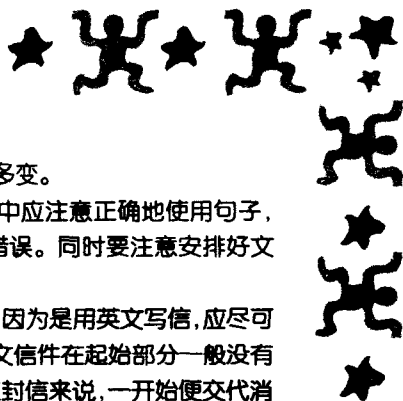 多变。
中应注意正确地使用句子，
错误。同时要注意安排好文
因为是用英文写信，应尽可
文信件在起始部分一般没有
封信来说，一开始便交代消